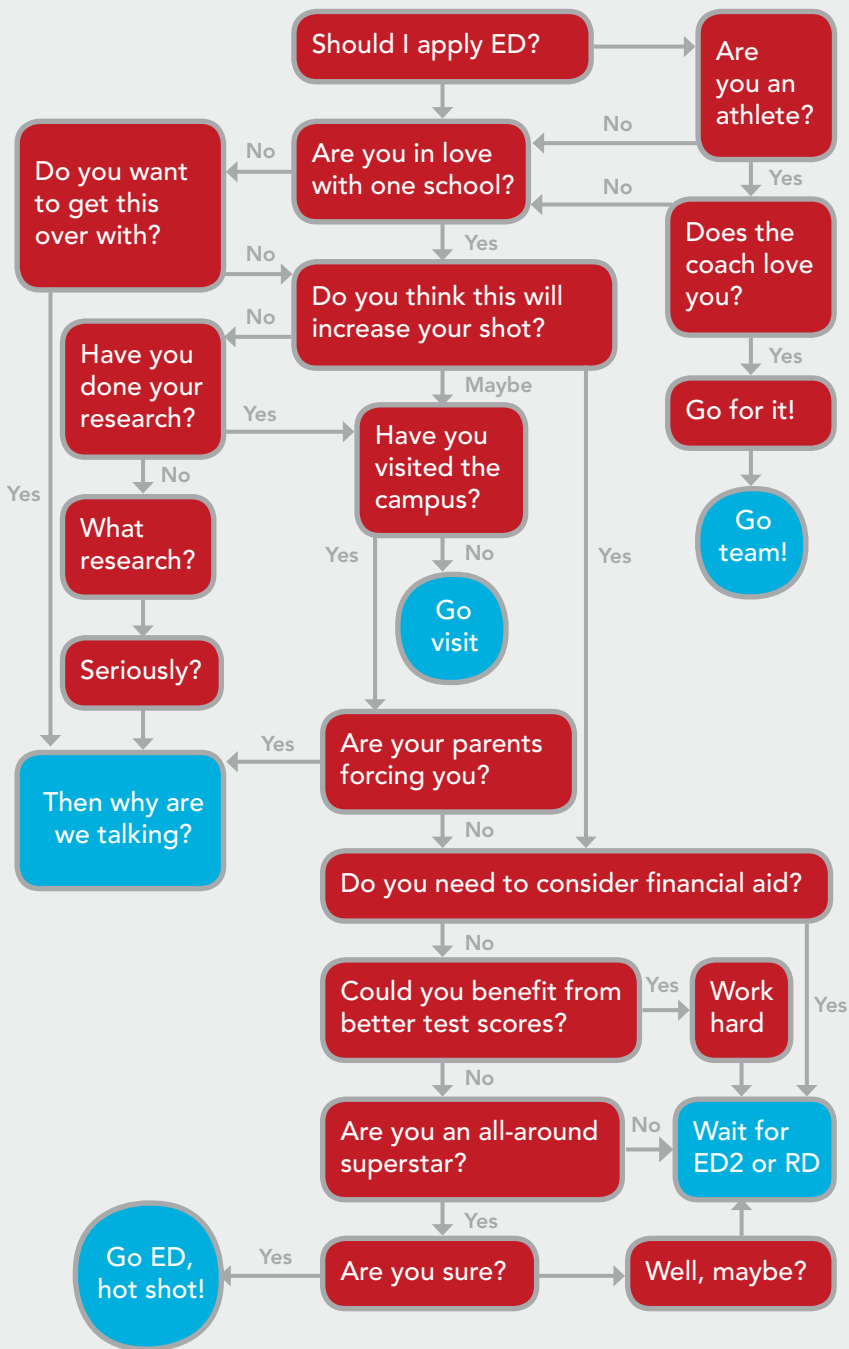 Should I apply ED?
Are
you an
athlete?
No
Yes
Are you in love
with one school?
No
Do you want
to get this
over with?
No
Yes
No
Does the
coach love
you?
Do you think this will
increase your shot?
No
Yes
Have you
done your
research?
Maybe
Go for it!
Yes
Have you
visited the
campus?
No
Yes
What
research?
Go
team!
Yes
No
Yes
Go
visit
Seriously?
Are your parents
forcing you?
Yes
Then why are
we talking?
No
Do you need to consider financial aid?
No
Could you benefit from
better test scores?
Yes
Work
hard
Yes
No
Are you an all-around
superstar?
No
Wait for
ED2 or RD
Yes
Go ED,
hot shot!
Yes
Are you sure?
Well, maybe?